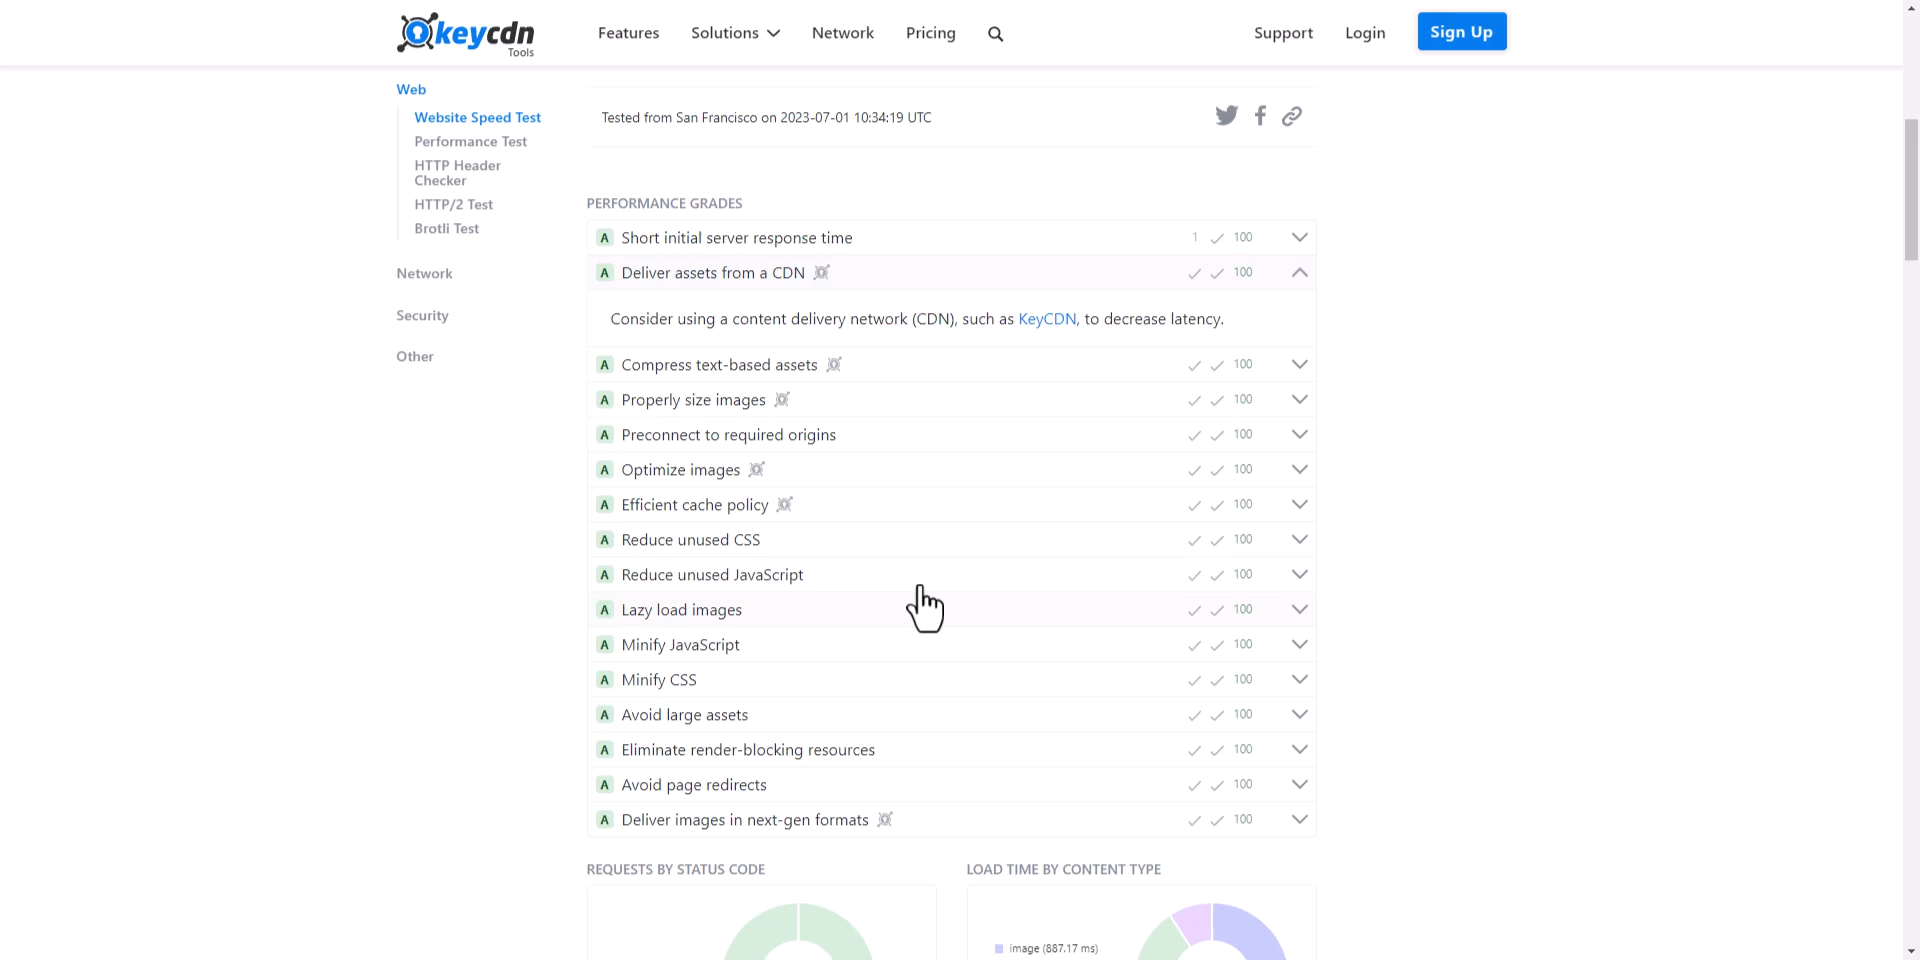 keycdn
Tools
Features
Solutions
Network
Pricing
Support
Login
Sign Up
Web
Website Speed Test
Performance Test
HTTP Header
Checker
HTTP/2 Test
Brotli Test
Network
Security
Other
Tested from San Francisco on 2023-07-01 10:34:19 UTC
PERFORMANCE GRADES
A Short initial server response time 1 100
A Deliver assets from a CDN 100
Consider using a content delivery network (CDN), such as KeyCDN, to decrease latency.
A Compress text-based assets 100
A Properly size images 100
A Preconnect to required origins 100
A Optimize images 100
A Efficient cache policy 100
A Reduce unused CSS 100
A Reduce unused JavaScript 100
A Lazy load images 100
A Minify JavaScript 100
A Minify CSS 100
A Avoid large assets 100
A Eliminate render-blocking resources 100
A Avoid page redirects 100
A Deliver images in next-gen formats 100
REQUESTS BY STATUS CODE
LOAD TIME BY CONTENT TYPE
image (887.17 ms)